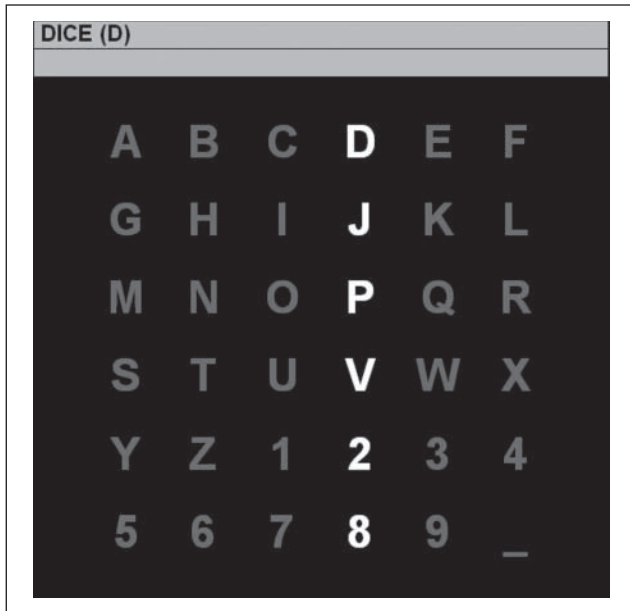 DICE (D)
A B C D E F
G H I J K L
M N O P Q R
S T U V W X
Y Z 1 2 3 4
5 6 7 8 9 _